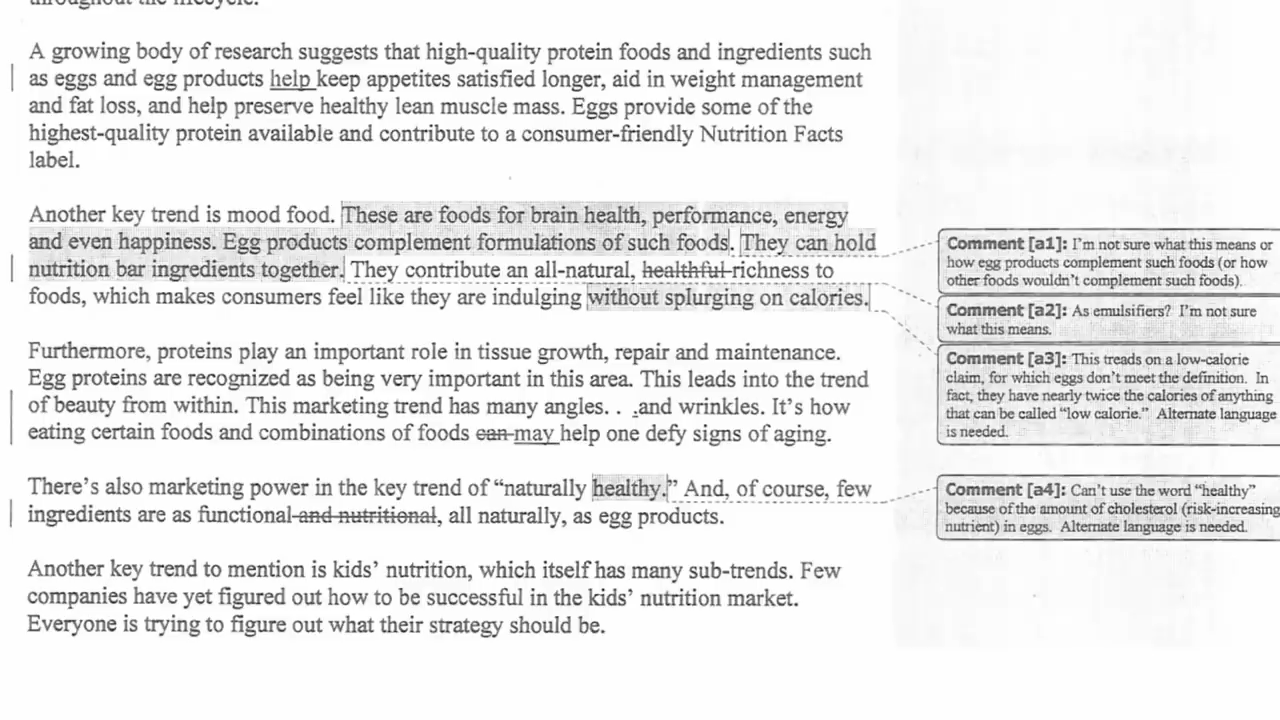 throughout the lifecycle.
A growing body of research suggests that high-quality protein foods and ingredients such
as eggs and egg products help keep appetites satisfied longer, aid in weight management
and fat loss, and help preserve healthy lean muscle mass. Eggs provide some of the
highest-quality protein available and contribute to a consumer-friendly Nutrition Facts
label.
Another key trend is mood food. These are foods for brain health, performance, energy
and even happiness. Egg products complement formulations of such foods. They can hold
nutrition bar ingredients together. They contribute an all-natural, healthful richness to
foods, which makes consumers feel like they are indulging without splurging on calories.
Furthermore, proteins play an important role in tissue growth, repair and maintenance.
Egg proteins are recognized as being very important in this area. This leads into the trend
of beauty from within. This marketing trend has many angles. . .and wrinkles. It's how
eating certain foods and combinations of foods can may help one defy signs of aging.
There's also marketing power in the key trend of “naturally healthy.” And, of course, few
ingredients are as functional and nutritional, all naturally, as egg products.
Another key trend to mention is kids' nutrition, which itself has many sub-trends. Few
companies have yet figured out how to be successful in the kids' nutrition market.
Everyone is trying to figure out what their strategy should be.
Comment [a1]: I'm not sure what this means or
how egg products complement such foods (or how
other foods wouldn't complement such foods).
Comment [a2]: As emulsifiers? I'm not sure
what this means.
Comment [a3]: This treads on a low-calorie
claim, for which eggs don't meet the definition. In
fact, they have nearly twice the calories of anything
that can be called “low calorie.” Alternate language
is needed.
Comment [a4]: Can't use the word “healthy”
because of the amount of cholesterol (risk-increasing
nutrient) in eggs. Alternate language is needed.